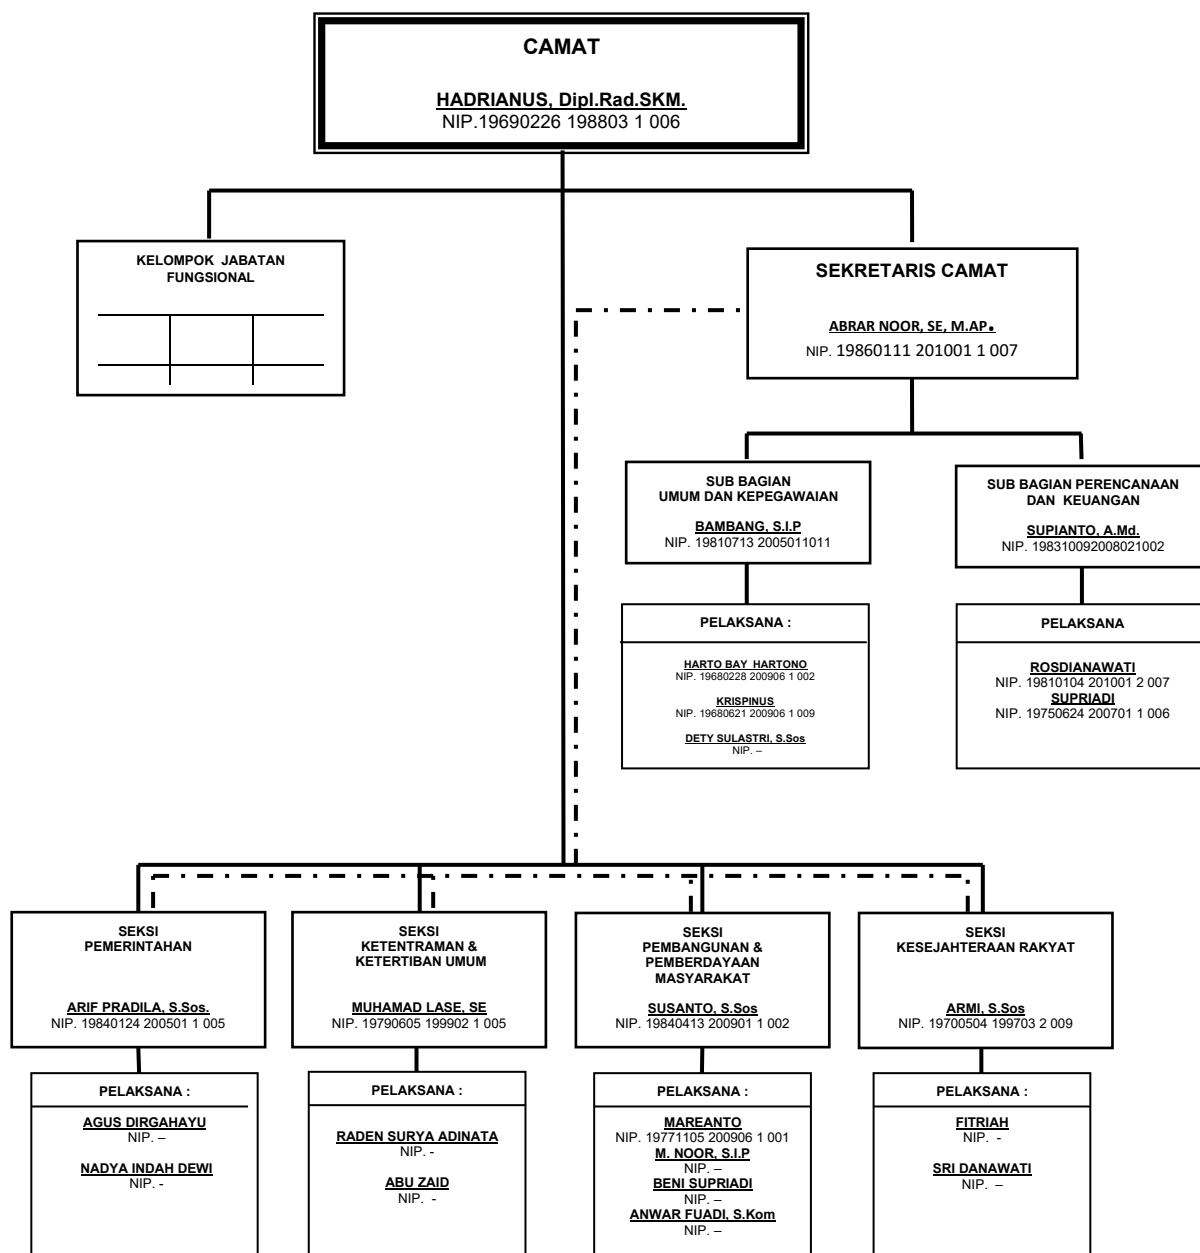 CAMAT
HADRIANUS, Dipl.Rad.SKM.
NIP.19690226 198803 1 006
KELOMPOK JABATAN
FUNGSIONAL
SEKRETARIS CAMAT
ABRAR NOOR, SE, M.AP.
NIP. 19860111 201001 1 007
SUB BAGIAN
UMUM DAN KEPEGAWAIAN
BAMBANG, S.I.P
NIP. 19810713 2005011011
SUB BAGIAN PERENCANAAN
DAN KEUANGAN
SUPIANTO, A.Md.
NIP. 198310092008021002
PELAKSANA :
HARTO BAY HARTONO
NIP. 19680228 200906 1 002
KRISPINUS
NIP. 19680621 200906 1 009
DETY SULASTRI, S.Sos
NIP. –
PELAKSANA
ROSDIANAWATI
NIP. 19810104 201001 2 007
SUPRIADI
NIP. 19750624 200701 1 006
SEKSI
PEMERINTAHAN
ARIF PRADILA, S.Sos.
NIP. 19840124 200501 1 005
SEKSI
KETENTRAMAN &
KETERTIBAN UMUM
MUHAMAD LASE, SE
NIP. 19790605 199902 1 005
SEKSI
PEMBANGUNAN &
PEMBERDAYAAN
MASYARAKAT
SUSANTO, S.Sos
NIP. 19840413 200901 1 002
SEKSI
KESEJAHTERAAN RAKYAT
ARMI, S.Sos
NIP. 19700504 199703 2 009
PELAKSANA :
AGUS DIRGAHAYU
NIP. –
NADYA INDAH DEWI
NIP. -
PELAKSANA :
RADEN SURYA ADINATA
NIP. -
ABU ZAID
NIP. -
PELAKSANA :
MAREANTO
NIP. 19771105 200906 1 001
M. NOOR, S.I.P
NIP. –
BENI SUPRIADI
NIP. –
ANWAR FUADI, S.Kom
NIP. –
PELAKSANA :
FITRIAH
NIP. -
SRI DANAWATI
NIP. –